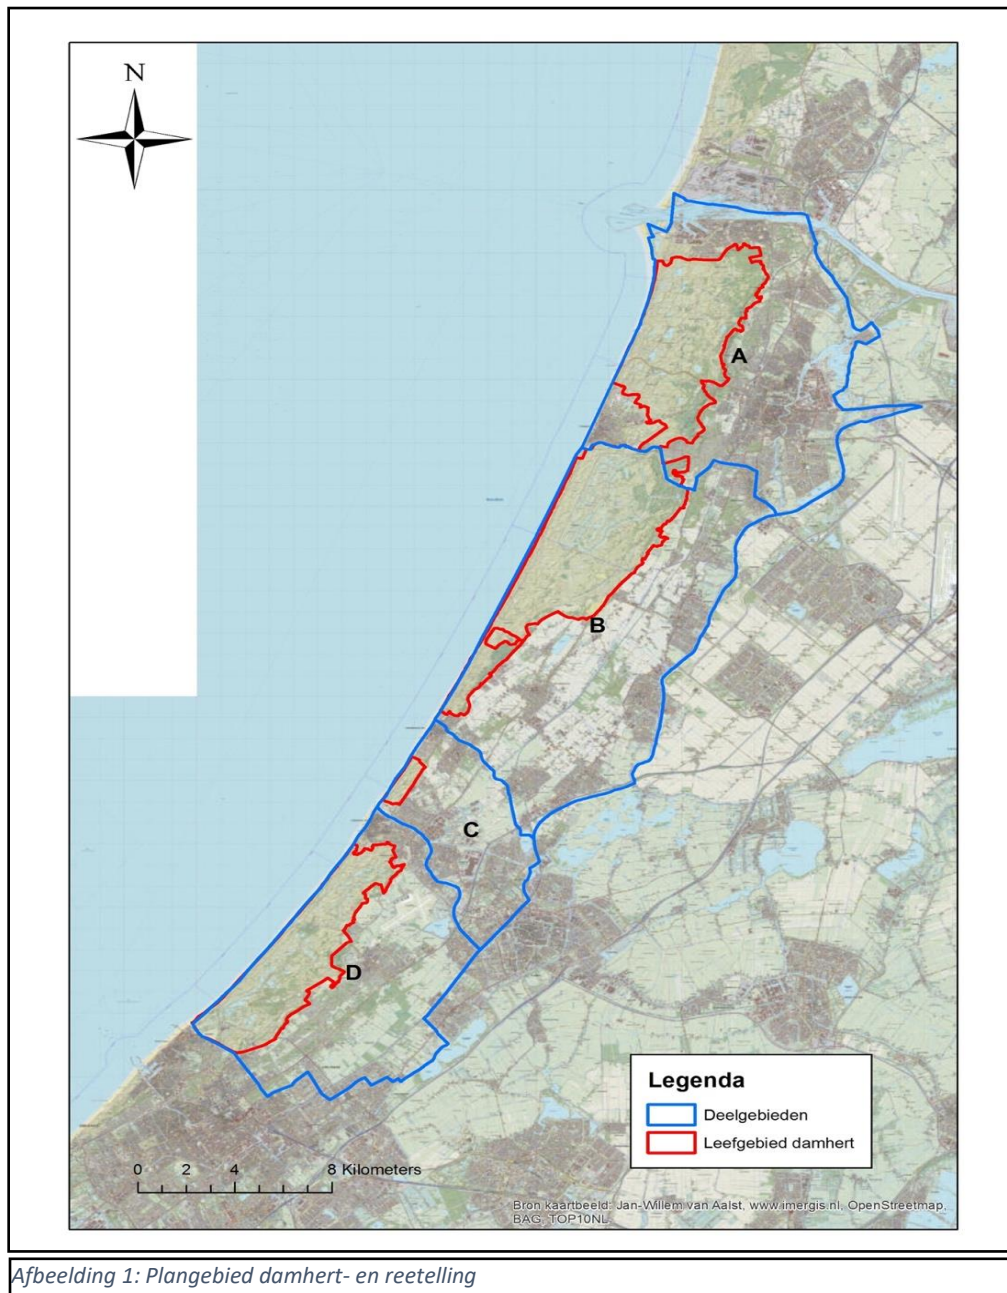 N
A
B
C
D
Legenda
Deelgebieden
Leefgebied damhert
0 2 4 8 Kilometers
Bron kaartbeeld: Jan-Willem van Aalst, www.imergis.nl, OpenStreetmap,
BAG, TOP10NL
Afbeelding 1: Plangebied damhert- en reetelling